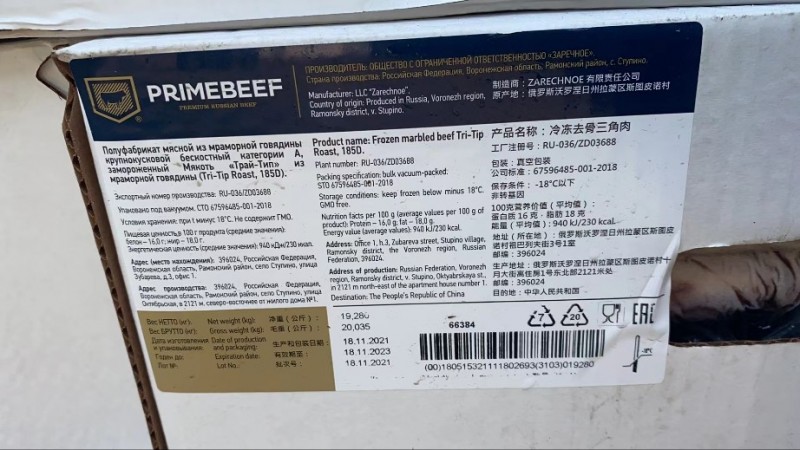 PRIMEBEEF
PREMIUM RUSSIAN BEEF
ПРОИЗВОДИТЕЛЬ: ОБЩЕСТВО С ОГРАНИЧЕННОЙ ОТВЕТСТВЕННОСТЬЮ «ЗАРЕЧНОЕ».
Страна производства: Российская Федерация, Воронежская область, Рамонский район, с. Ступино.
Manufacturer: LLC "Zarechnoe".
Country of origin: Produced in Russia, Voronezh region,
Ramonsky district, v. Stupino.
制造商：ZARECHNOE 有限责任公司
原产地：俄罗斯沃罗涅日州拉蒙区斯图皮诺村
Полуфабрикат мясной из мраморной говядины
крупнокусковой бескостный категории А,
замороженный Мякоть «Трай-Тип» из
мраморной говядины (Tri-Tip Roast, 185D).
Экспортный номер производства: RU-036/ZD03688
Упаковано под вакуумом. СТО 67596485-001-2018
Условия хранения: при t минус 18°С. Не содержит ГМО.
Пищевая ценность 100 г продукта (средние значения):
белок – 16,0 г; жир – 18,0 г.
Энергетическая ценность (средние значения): 940 кДж/230 ккал.
Адрес (место нахождения): 396024, Российская Федерация,
Воронежская область, Рамонский район, село Ступино, улица
Зубарева, д.3, офис 1.
Адрес производства: 396024, Российская Федерация,
Воронежская область, Рамонский район, село Ступино, улица
Октябрьская, в 2121 м. северо-восточнее от жилого дома №1.
Product name: Frozen marbled beef Tri-Tip
Roast, 185D.
Plant number: RU-036/ZD03688
Packing specification: bulk vacuum-packed.
STO 67596485-001-2018
Storage conditions: keep frozen below minus 18°C.
GMO free.
Nutrition facts per 100 g (average values per 100 g of
product): Protein – 16,0 g, fat – 18,0 g.
Energy value (average values): 940 kJ/230 kcal.
Address: Office 1, h.3, Zubareva street, Stupino village,
Ramonsky district, the Voronezh region, Russian
Federation, 396024.
Address of production: Russian Federation, Voronezh
region, Ramonsky district, v. Stupino, Oktyabrskaya st.,
in 2121 m north-east of the apartment house number 1.
Destination: The People's Republic of China
产品名称：冷冻去骨三角肉
工厂注册号：RU-036/ZD03688
包装：真空包装
公司标准：67596485-001-2018
保存条件：-18°C以下
非转基因
100克营养价值（平均值）：
蛋白质 16 克，脂肪 18 克。
能量（平均值）：940 kJ/230 kcal.
地址（所在地）：俄罗斯沃罗涅日州拉蒙区斯图皮
诺村祖巴列夫街3号1室
邮编：396024
生产地址：俄罗斯沃罗涅日州拉蒙区斯图皮诺村十
月大街住房1号东北部2121处
邮编：396024
目的地：中华人民共和国
Вес НЕТТО (кг): Net weight (kg): 净重（公斤）: 19,280
Вес БРУТТО (кг): Gross weight (kg): 毛重（公斤）: 20,035
Дата изготовления и упаковывания: Date of production and packaging: 生产和包装日期: 18.11.2021
Годен до: Expiration date: 有效期至: 18.11.2023
Лот №: Lot No.: 批次号: 18.11.2021
66384
(00)180515321111802693(3103)019280
7
20
EAC
-18°C